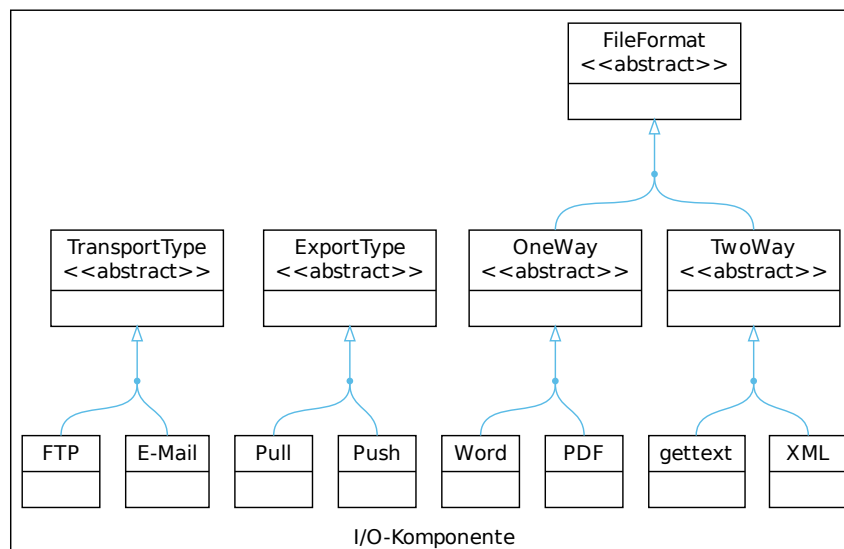 FileFormat
<<abstract>>
TransportType
<<abstract>>
ExportType
<<abstract>>
OneWay
<<abstract>>
TwoWay
<<abstract>>
FTP
E-Mail
Pull
Push
Word
PDF
gettext
XML
I/O-Komponente